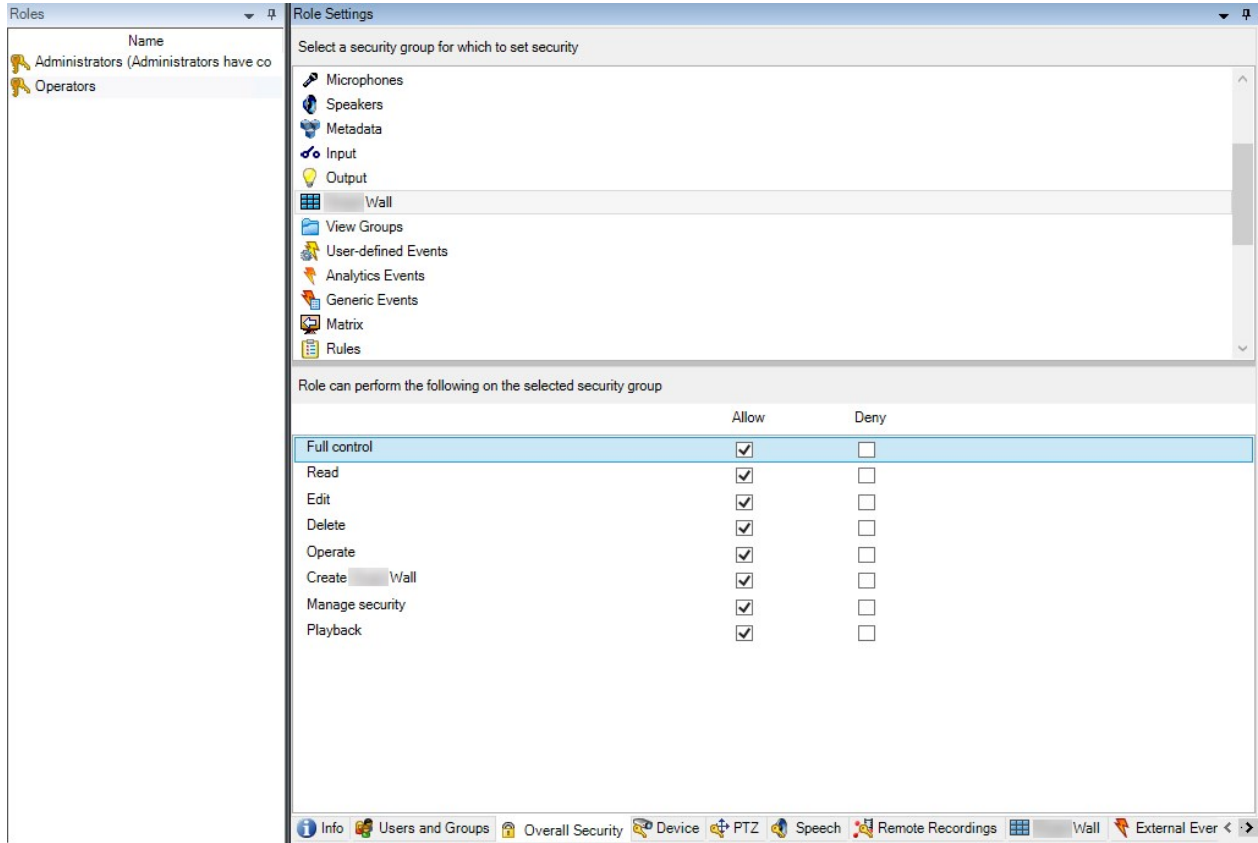 Roles
Role Settings
Name
Administrators (Administrators have co
Operators
Select a security group for which to set security
Microphones
Speakers
Metadata
Input
Output
Wall
View Groups
User-defined Events
Analytics Events
Generic Events
Matrix
Rules
Role can perform the following on the selected security group
Allow Deny
Full control
Read
Edit
Delete
Operate
Create Wall
Manage security
Playback
Info Users and Groups Overall Security Device PTZ Speech Remote Recordings Wall External Ever